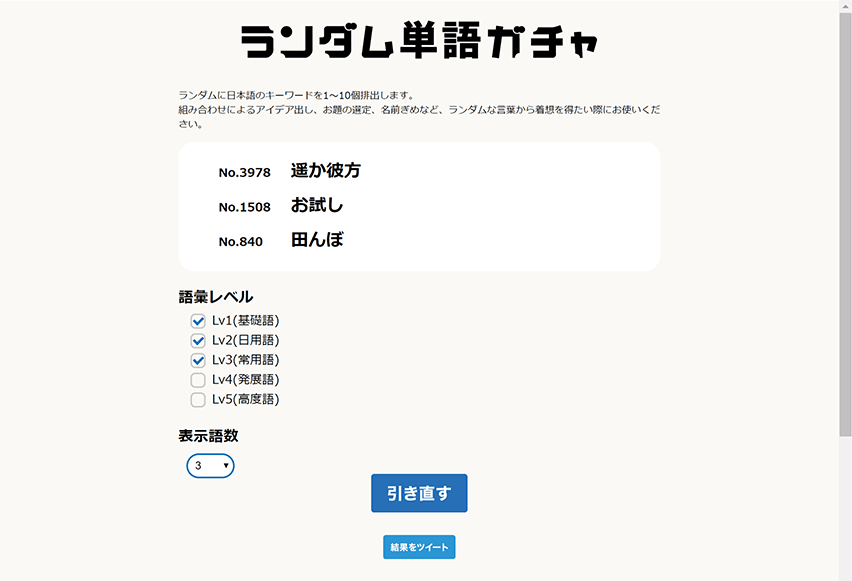 ランダム単語ガチャ
ランダムに日本語のキーワードを1～10個排出します。
組み合わせによるアイデア出し、お題の選定、名前ぎめなど、ランダムな言葉から着想を得たい際にお使いくだ
さい。
No.3978 遥か彼方
No.1508 お試し
No.840 田んぼ
語彙レベル
Lv1(基礎語)
Lv2(日用語)
Lv3(常用語)
Lv4(発展語)
Lv5(高度語)
表示語数
3
引き直す
結果をツイート